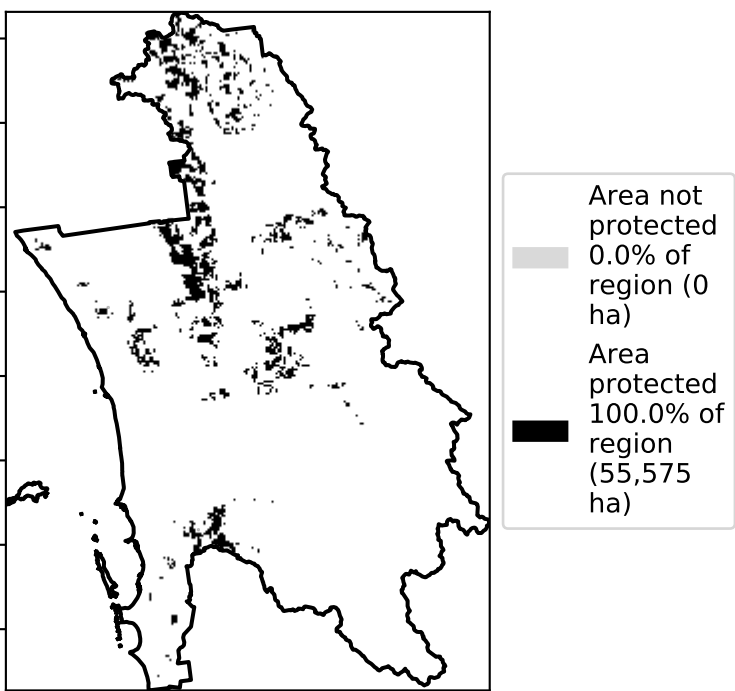 Area not
protected
0.0% of
region (0
ha)
Area
protected
100.0% of
region
(55,575
ha)